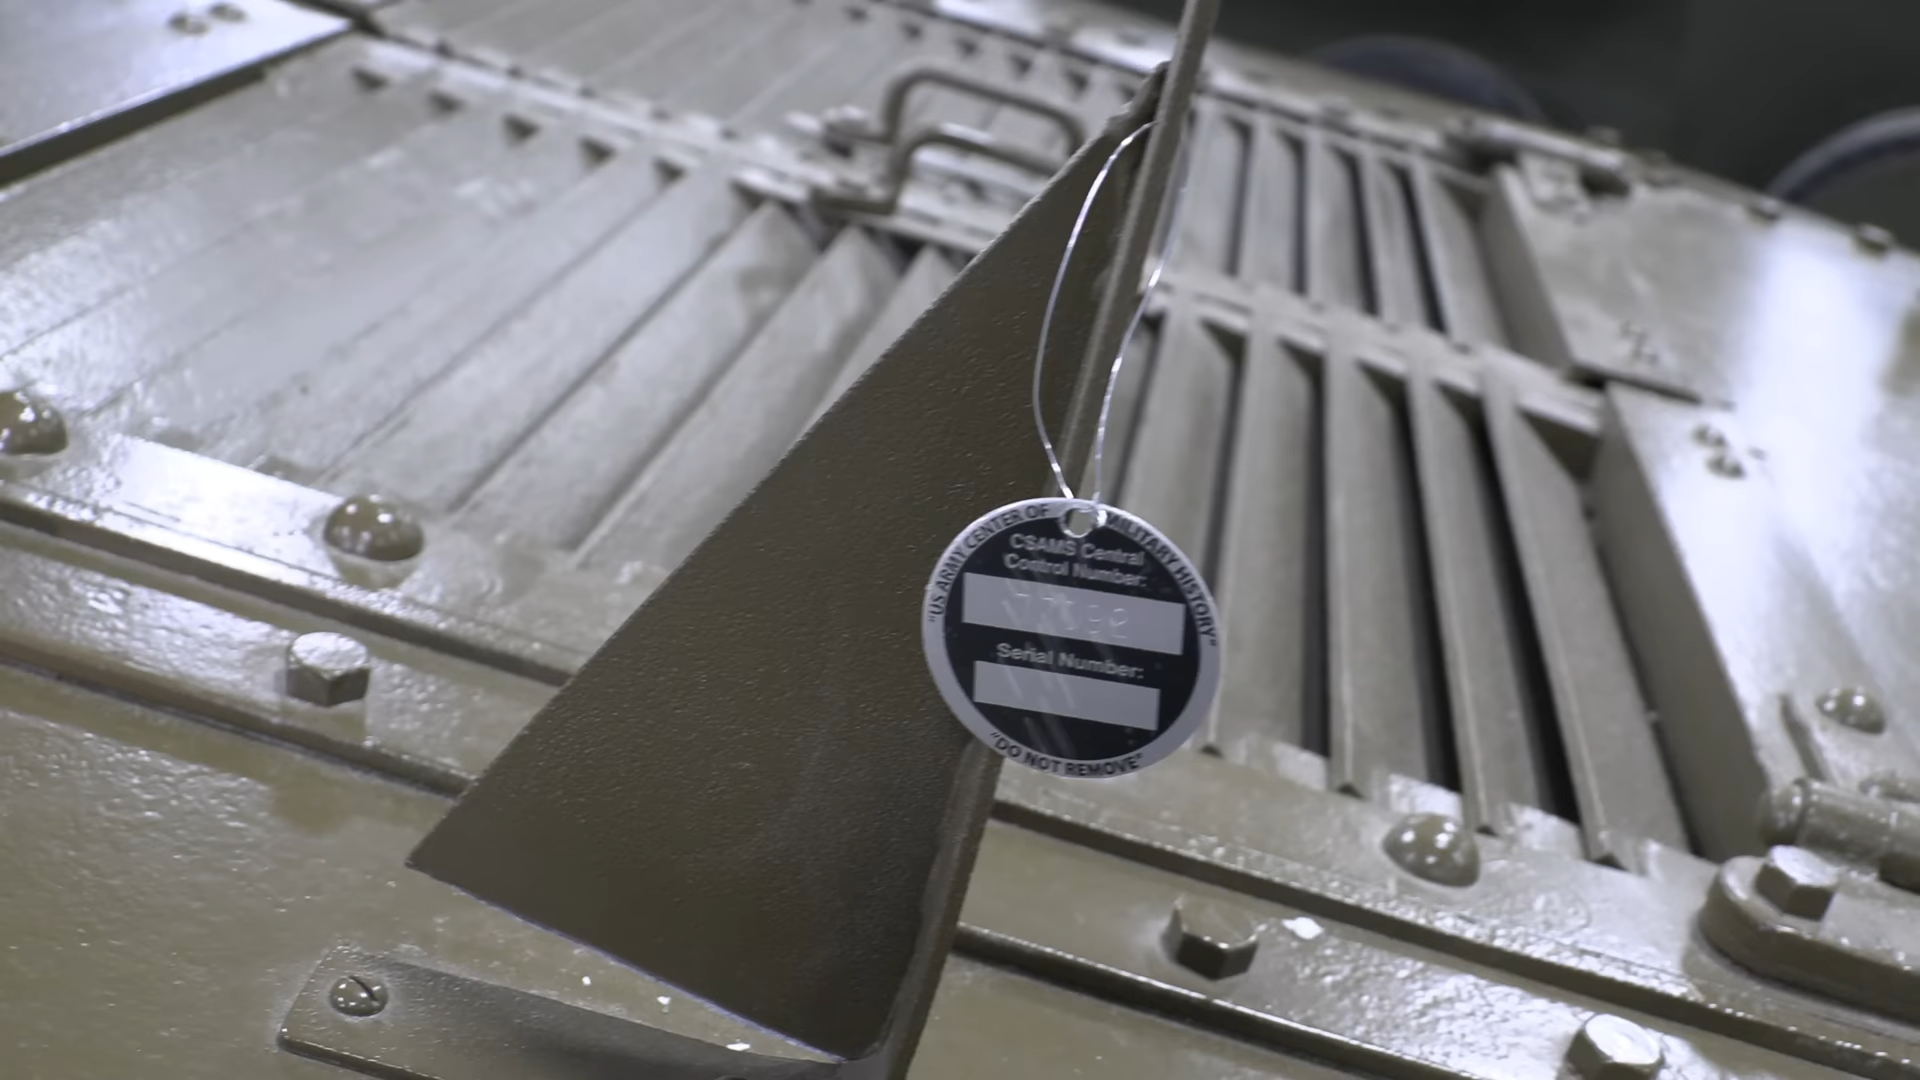 "US ARMY CENTER OF MILITARY HISTORY"
CSAMS Central
Control Number:
Serial Number:
"DO NOT REMOVE"